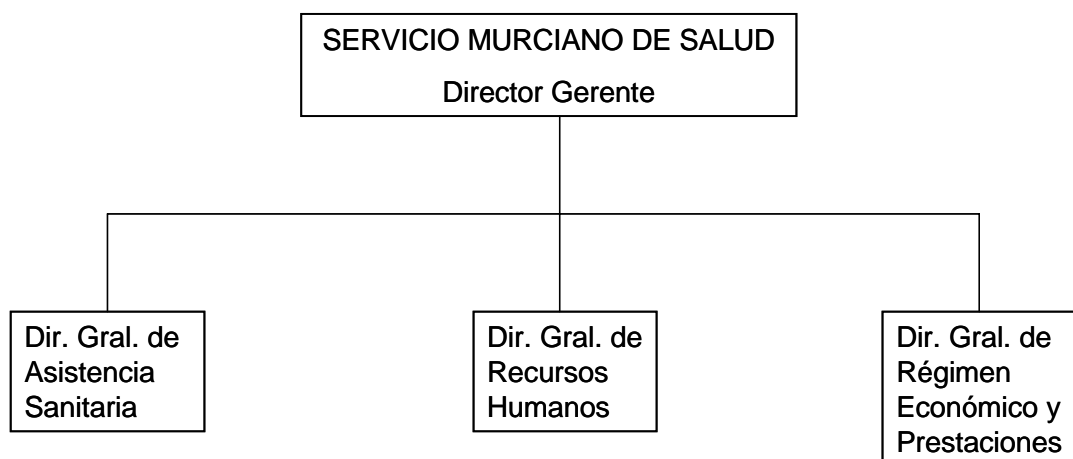 SERVICIO MURCIANO DE SALUD
Director Gerente
Dir. Gral. de
Asistencia
Sanitaria
Dir. Gral. de
Recursos
Humanos
Dir. Gral. de
Régimen
Económico y
Prestaciones